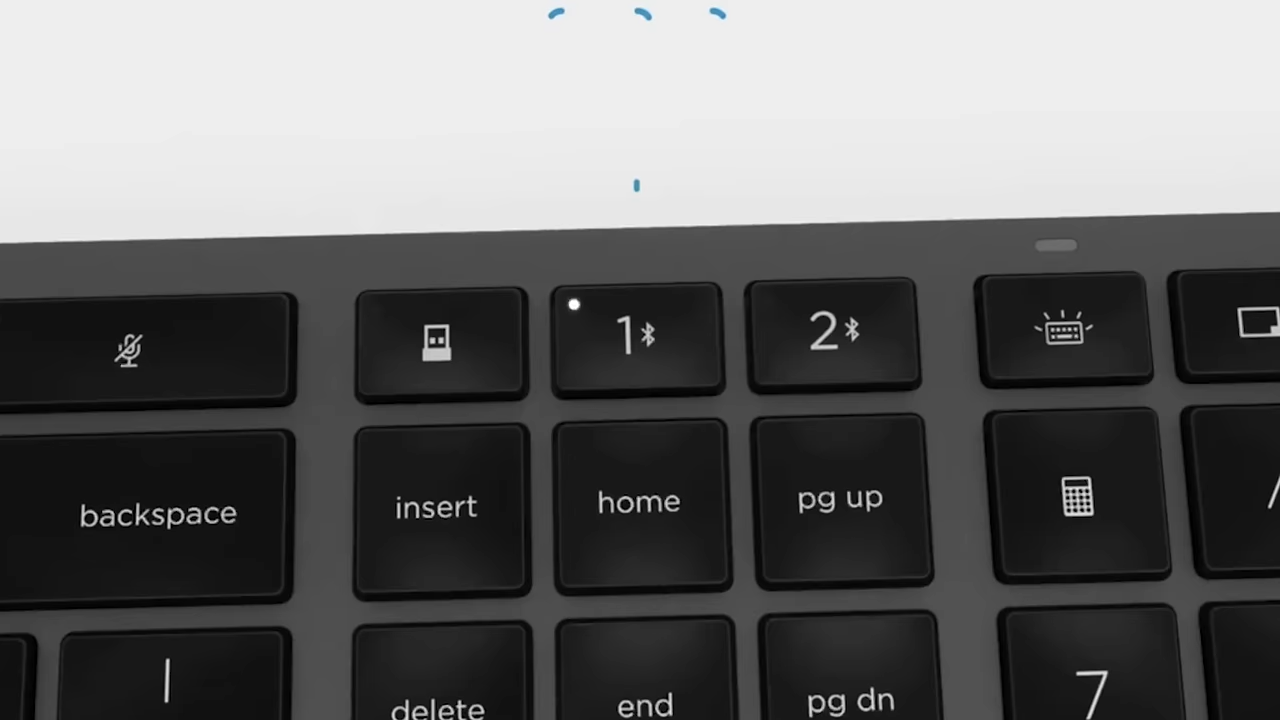 1
2
backspace
insert
home
pg up
/
|
delete
end
pg dn
7